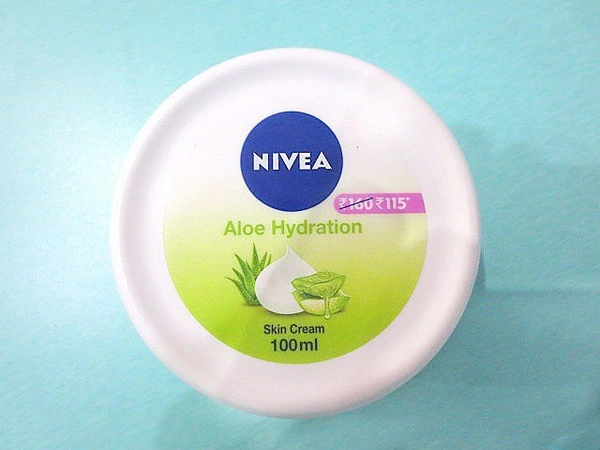 NIVEA
₹160 ₹115*
Aloe Hydration
Skin Cream
100ml